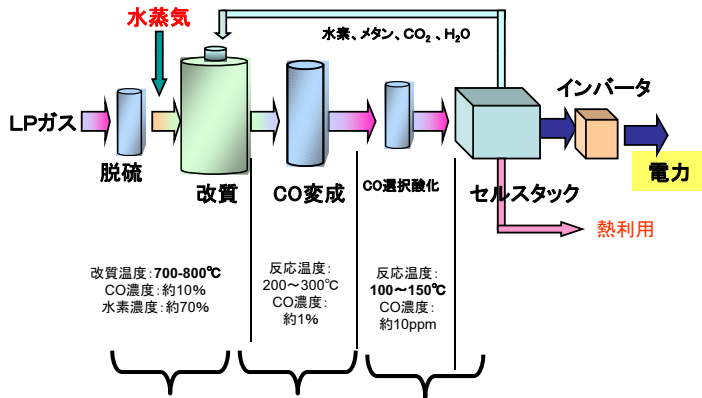 水蒸気
水素、メタン、CO₂ 、H₂O
LPガス
インバータ
脱硫
改質
CO変成
CO選択酸化
セルスタック
電力
熱利用
改質温度：700-800℃
CO濃度：約10%
水素濃度：約70%
反応温度：
200～300℃
CO濃度：
約1%
反応温度：
100～150℃
CO濃度：
約10ppm